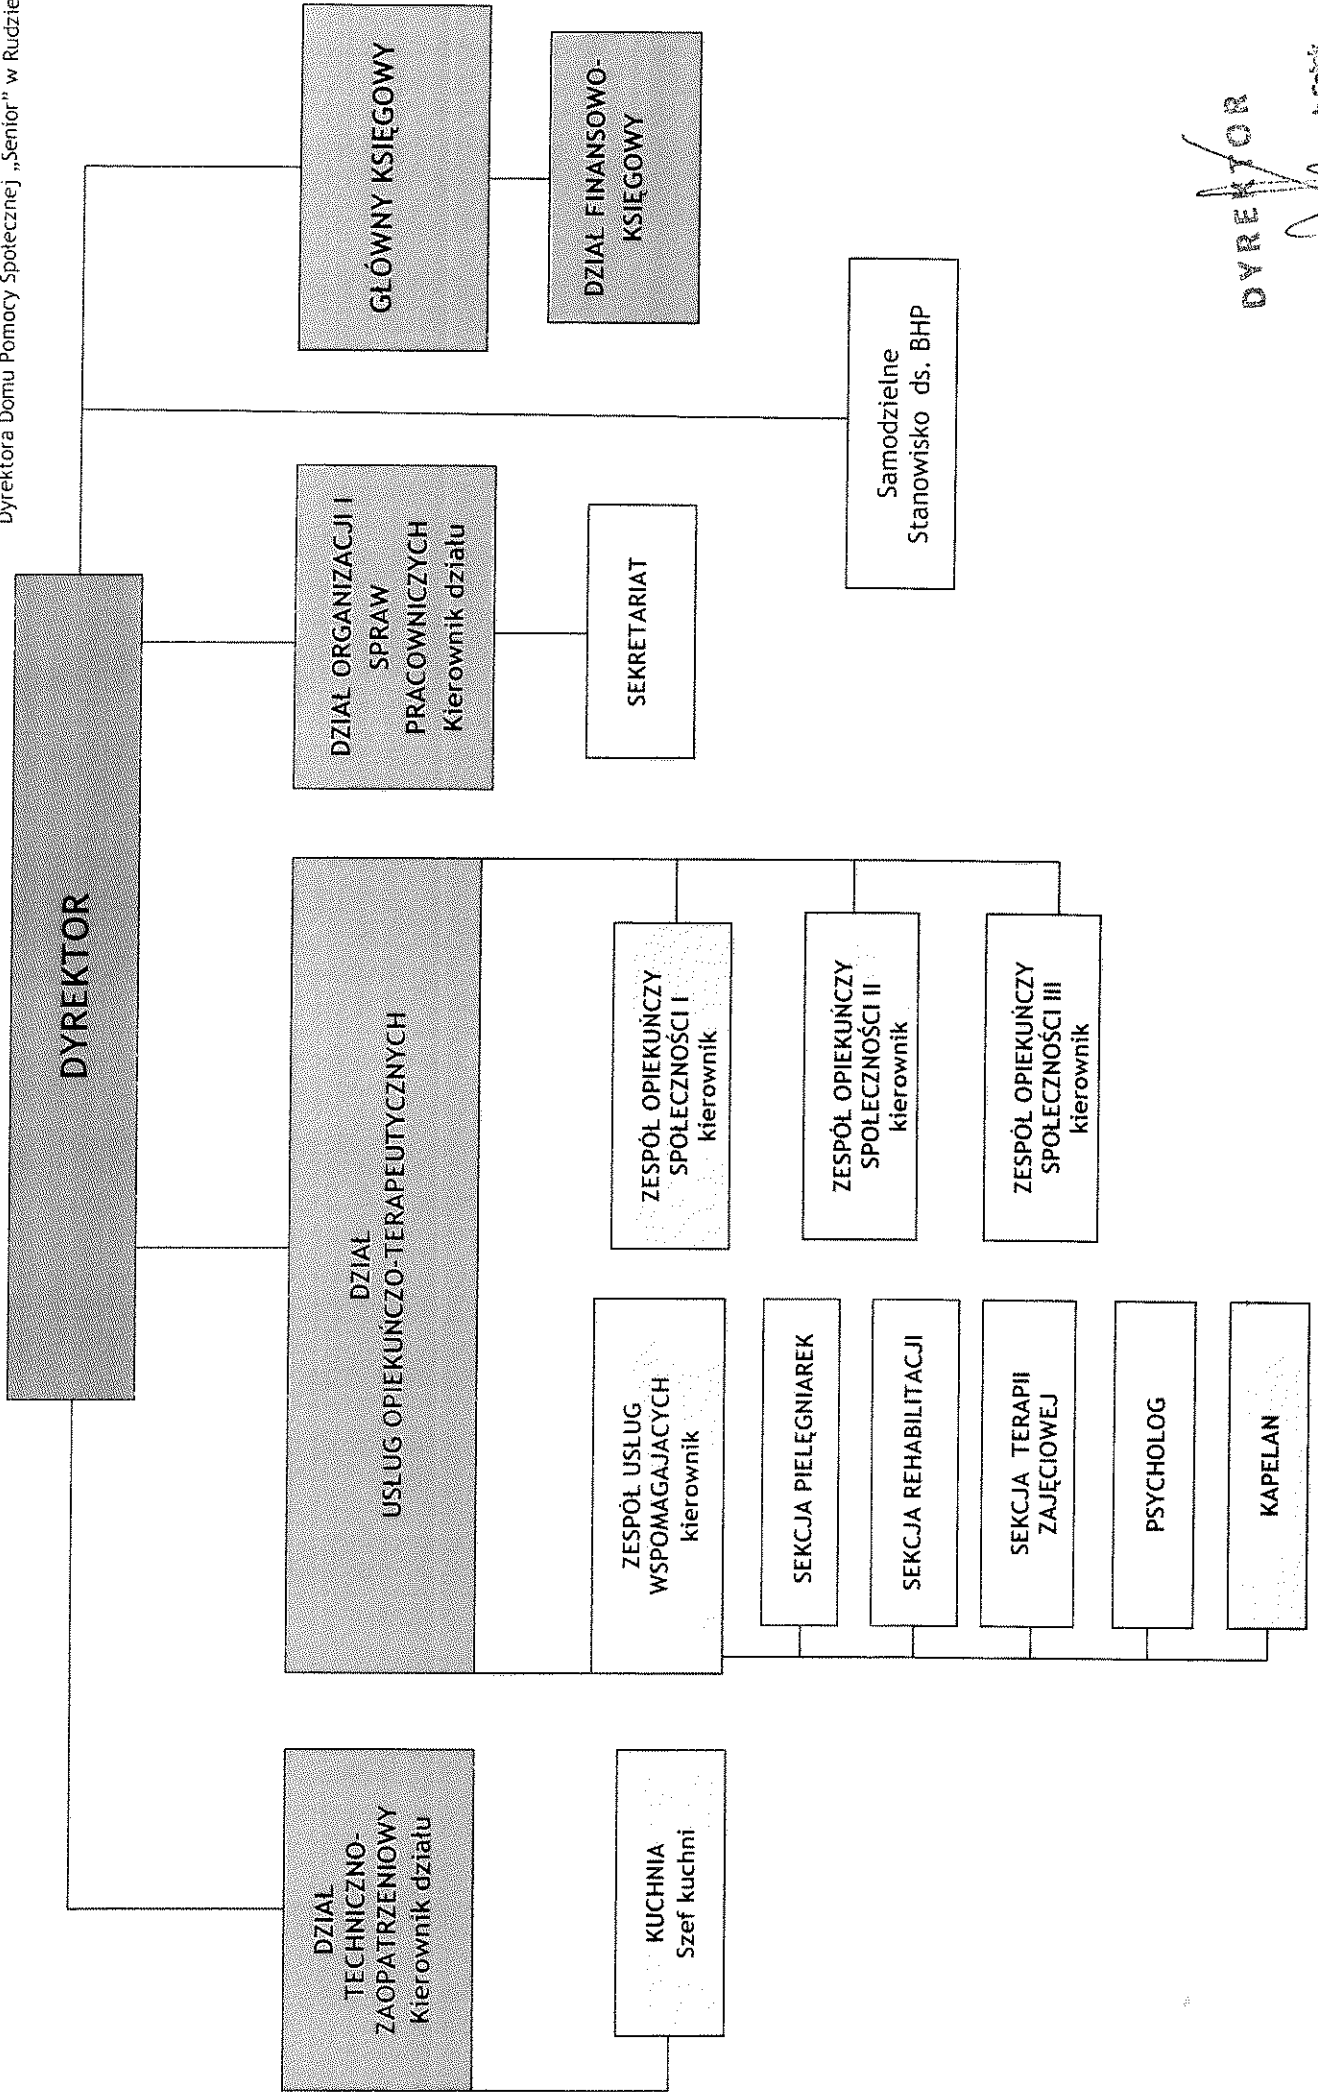 Dyrektora Domu Pomocy Społecznej „Senior” w Rudzie
DYREKTOR
DZIAŁ
TECHNICZNO-
ZAOPATRZENIOWY
Kierownik działu
KUCHNIA
Szef kuchni
DZIAŁ
USŁUG OPIEKUŃCZO-TERAPEUTYCZNYCH
ZESPÓŁ USŁUG
WSPOMAGAJACYCH
kierownik
SEKCJA PIELĘGNIAREK
SEKCJA REHABILITACJI
SEKCJA TERAPII
ZAJĘCIOWEJ
PSYCHOLOG
KAPELAN
ZESPÓŁ OPIEKUŃCZY
SPOŁECZNOŚCI I
kierownik
ZESPÓŁ OPIEKUŃCZY
SPOŁECZNOŚCI II
kierownik
ZESPÓŁ OPIEKUŃCZY
SPOŁECZNOŚCI III
kierownik
DZIAŁ ORGANIZACJI I
SPRAW
PRACOWNICZYCH
Kierownik działu
SEKRETARIAT
Samodzielne
Stanowisko ds. BHP
GŁÓWNY KSIĘGOWY
DZIAŁ FINANSOWO-
KSIĘGOWY
DYREKTOR